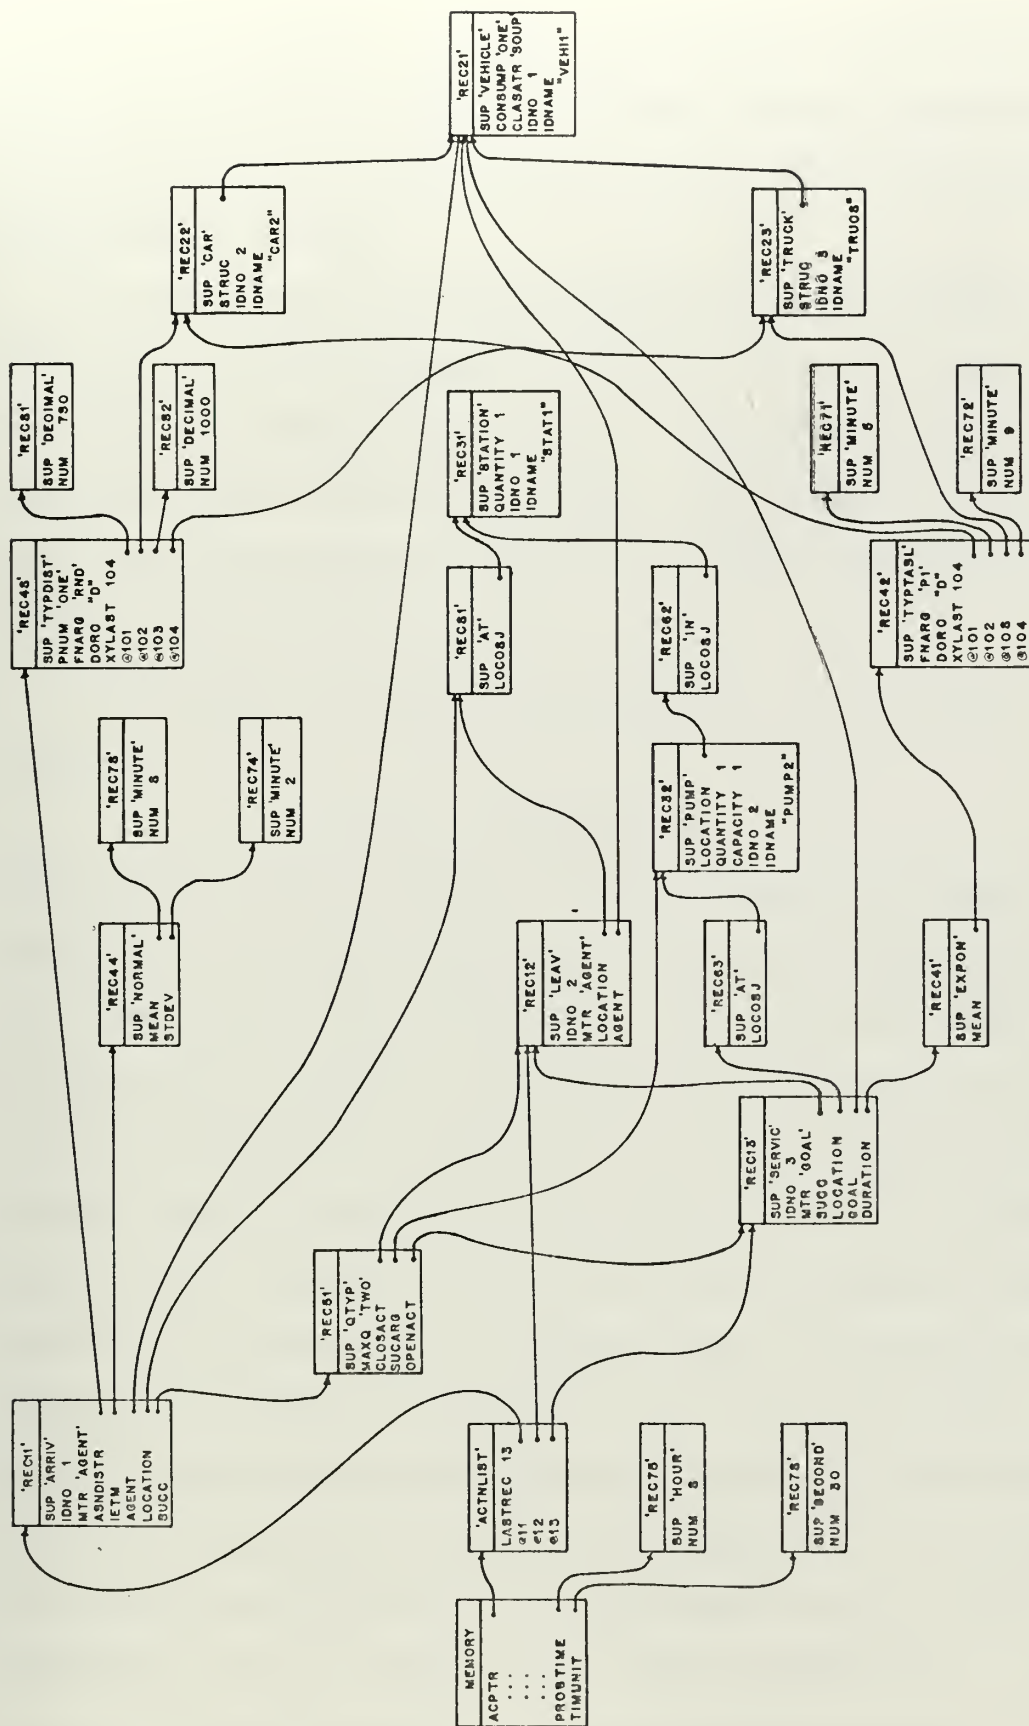 MEMORY
ACPTR
...
...
...
PROBTIME
TIMUNIT
'REC11'
SUP 'ARRIV'
IDNO 1
MTR 'AGENT'
ASNDISTR
IETM
AGENT
LOCATION
SUCC
'ACTNLIST'
LASTREC 13
@11
@12
@13
'REC75'
SUP 'HOUR'
NUM 8
'REC76'
SUP 'SECOND'
NUM 30
'REC51'
SUP 'QTYP'
MAXQ 'TWO'
CLOSACT
SUCARG
OPENACT
'REC13'
SUP 'SERVIC'
IDNO 3
MTR 'GOAL'
SUCC
LOCATION
GOAL
DURATION
'REC44'
SUP 'NORMAL'
MEAN
STDEV
'REC12'
SUP 'LEAV'
IDNO 2
MTR 'AGENT'
LOCATION
AGENT
'REC63'
SUP 'AT'
LOCOBJ
'REC41'
SUP 'EXPON'
MEAN
'REC73'
SUP 'MINUTE'
NUM 8
'REC74'
SUP 'MINUTE'
NUM 2
'REC32'
SUP 'PUMP'
LOCATION
QUANTITY 1
CAPACITY 1
IDNO 2
IDNAME
"PUMP2"
'REC43'
SUP 'TYPDIST'
PNUM 'ONE'
FNARG 'RND'
DORC "D"
XYLAST 104
@101
@102
@103
@104
'REC61'
SUP 'AT'
LOCOBJ
'REC62'
SUP 'IN'
LOCOBJ
'REC42'
SUP 'TYPTABL'
FNARG 'P1'
DORC "D"
XYLAST 104
@101
@102
@103
@104
'REC81'
SUP 'DECIMAL'
NUM 750
'REC82'
SUP 'DECIMAL'
NUM 1000
'REC31'
SUP 'STATION'
QUANTITY 1
IDNO 1
IDNAME
"STAT1"
'REC71'
SUP 'MINUTE'
NUM
'REC72'
SUP 'MINUTE'
NUM 9
'REC22'
SUP 'CAR'
STRUC
IDNO 2
IDNAME
"CAR2"
'REC23'
SUP 'TRUCK'
STRUC
IDNO 3
IDNAME
"TRUC3"
'REC21'
SUP 'VEHICLE'
CONSUMP 'ONE'
CLASATR 'SOUP'
IDNO 1
IDNAME
"VEHI1"